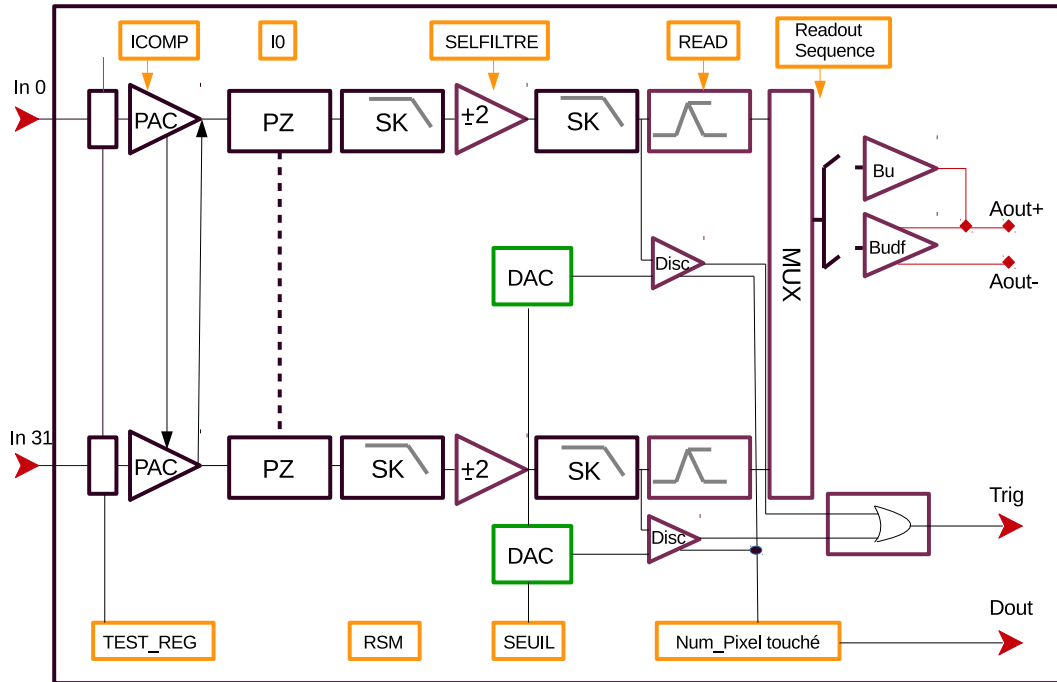 ICOMP
I0
SELFILTRE
READ
Readout
Sequence
In 0
PAC
PZ
SK
±2
SK
Bu
Aout+
Budf
Aout-
MUX
Disc
DAC
In 31
PAC
PZ
SK
±2
SK
Trig
Disc
DAC
Dout
TEST_REG
RSM
SEUIL
Num_Pixel touché